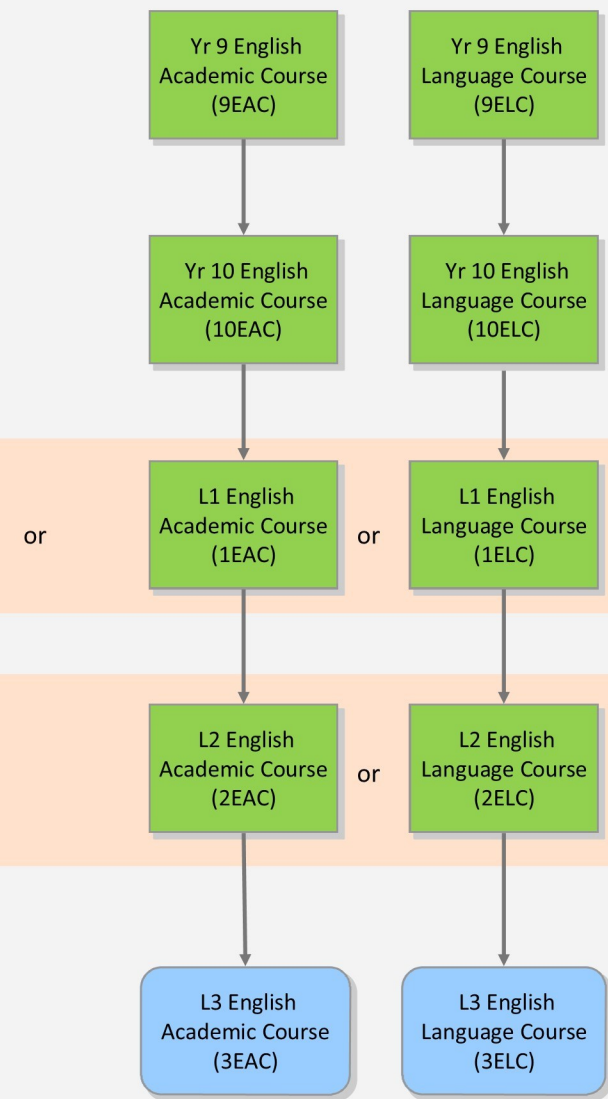 Yr 9 English
Academic Course
(9EAC)
Yr 9 English
Language Course
(9ELC)
Yr 10 English
Academic Course
(10EAC)
Yr 10 English
Language Course
(10ELC)
or
L1 English
Academic Course
(1EAC)
or
L1 English
Language Course
(1ELC)
L2 English
Academic Course
(2EAC)
or
L2 English
Language Course
(2ELC)
L3 English
Academic Course
(3EAC)
L3 English
Language Course
(3ELC)